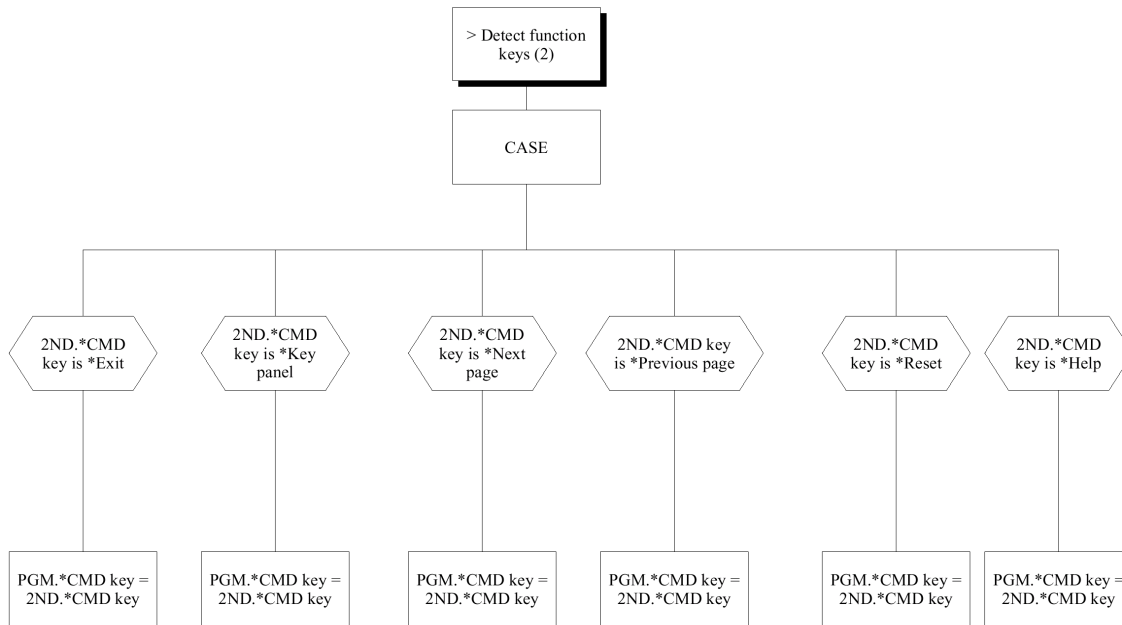 > Detect function
keys (2)
CASE
2ND.*CMD
key is *Exit
2ND.*CMD
key is *Key
panel
2ND.*CMD
key is *Next
page
2ND.*CMD key
is *Previous page
2ND.*CMD
key is *Reset
2ND.*CMD
key is *Help
PGM.*CMD key =
2ND.*CMD key
PGM.*CMD key =
2ND.*CMD key
PGM.*CMD key =
2ND.*CMD key
PGM.*CMD key =
2ND.*CMD key
PGM.*CMD key =
2ND.*CMD key
PGM.*CMD key =
2ND.*CMD key